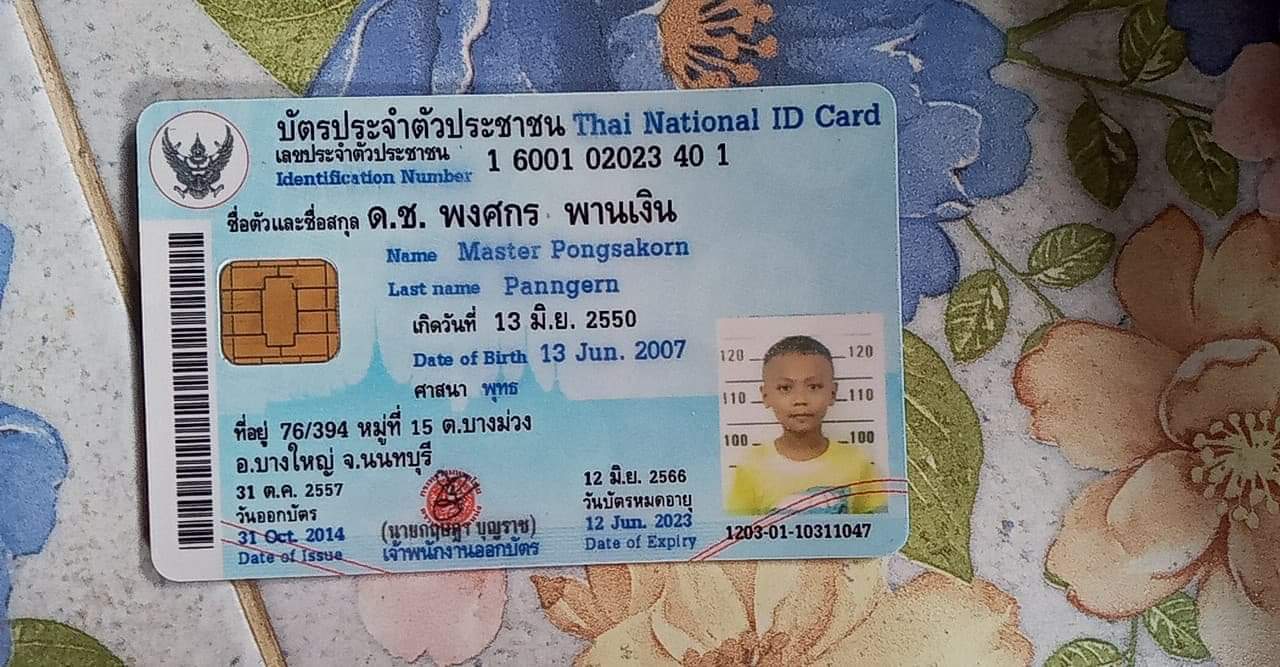 บัตรประจำตัวประชาชน Thai National ID Card
เลขประจำตัวประชาชน
Identification Number
1 6001 02023 40 1
ชื่อตัวและชื่อสกุล ด.ช. พงศกร พานเงิน
Name Master Pongsakorn
Last name Panngern
เกิดวันที่ 13 มิ.ย. 2550
Date of Birth 13 Jun. 2007
ศาสนา พุทธ
ที่อยู่ 76/394 หมู่ที่ 15 ต.บางม่วง
อ.บางใหญ่ จ.นนทบุรี
31 ต.ค. 2557
วันออกบัตร
31 Oct. 2014
Date of Issue
(นายกฤษฎา บุญราช)
เจ้าพนักงานออกบัตร
12 มิ.ย. 2566
วันบัตรหมดอายุ
12 Jun. 2023
Date of Expiry
120 120
110 110
100 100
1203-01-10311047